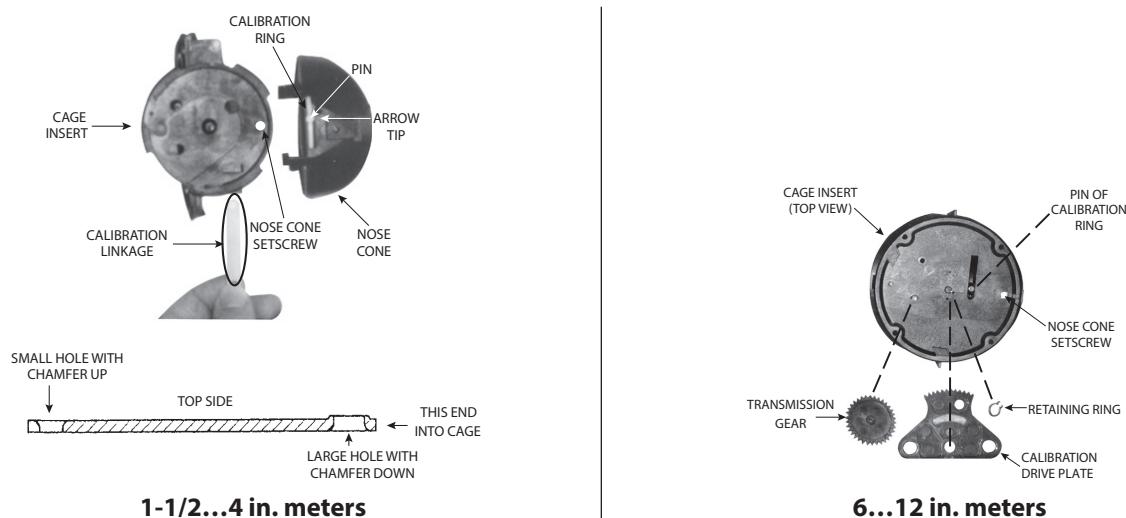 CALIBRATION
RING
PIN
CAGE
INSERT
ARROW
TIP
CALIBRATION
LINKAGE
NOSE CONE
SETSCREW
NOSE
CONE
SMALL HOLE WITH
CHAMFER UP
TOP SIDE
THIS END
INTO CAGE
LARGE HOLE WITH
CHAMFER DOWN
1-1/2...4 in. meters
CAGE INSERT
(TOP VIEW)
PIN OF
CALIBRATION
RING
NOSE CONE
SETSCREW
TRANSMISSION
GEAR
RETAINING RING
CALIBRATION
DRIVE PLATE
6...12 in. meters